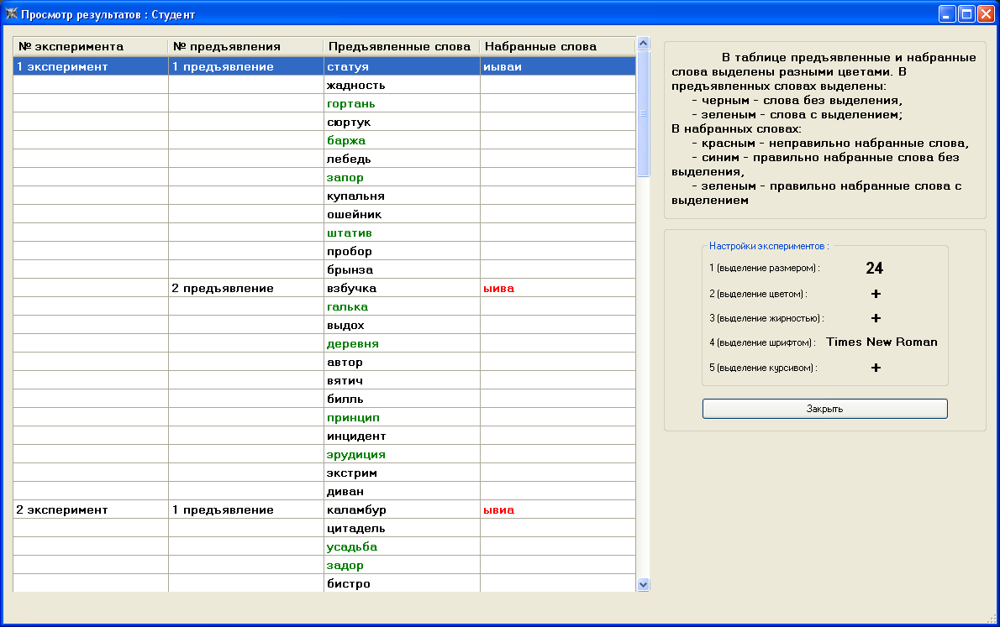 Просмотр результатов : Студент
№ эксперимента № предъявления Предъявленные слова Набранные слова
1 эксперимент 1 предъявление статуя иываи
жадность
гортань
сюртук
баржа
лебедь
запор
купальня
ошейник
штатив
пробор
брынза
2 предъявление взбучка ыива
галька
выдох
деревня
автор
вятич
билль
принцип
инцидент
эрудиция
экстрим
диван
2 эксперимент 1 предъявление каламбур ывиа
цитадель
усадьба
задор
бистро
В таблице предъявленные и набранные
слова выделены разными цветами. В
предъявленных словах выделены:
- черным - слова без выделения,
- зеленым - слова с выделением;
В набранных словах:
- красным - неправильно набранные слова,
- синим - правильно набранные слова без
выделения,
- зеленым - правильно набранные слова с
выделением
Настройки экспериментов :
1 (выделение размером) : 24
2 (выделение цветом) : +
3 (выделение жирностью) : +
4 (выделение шрифтом) : Times New Roman
5 (выделение курсивом) : +
Закрыть